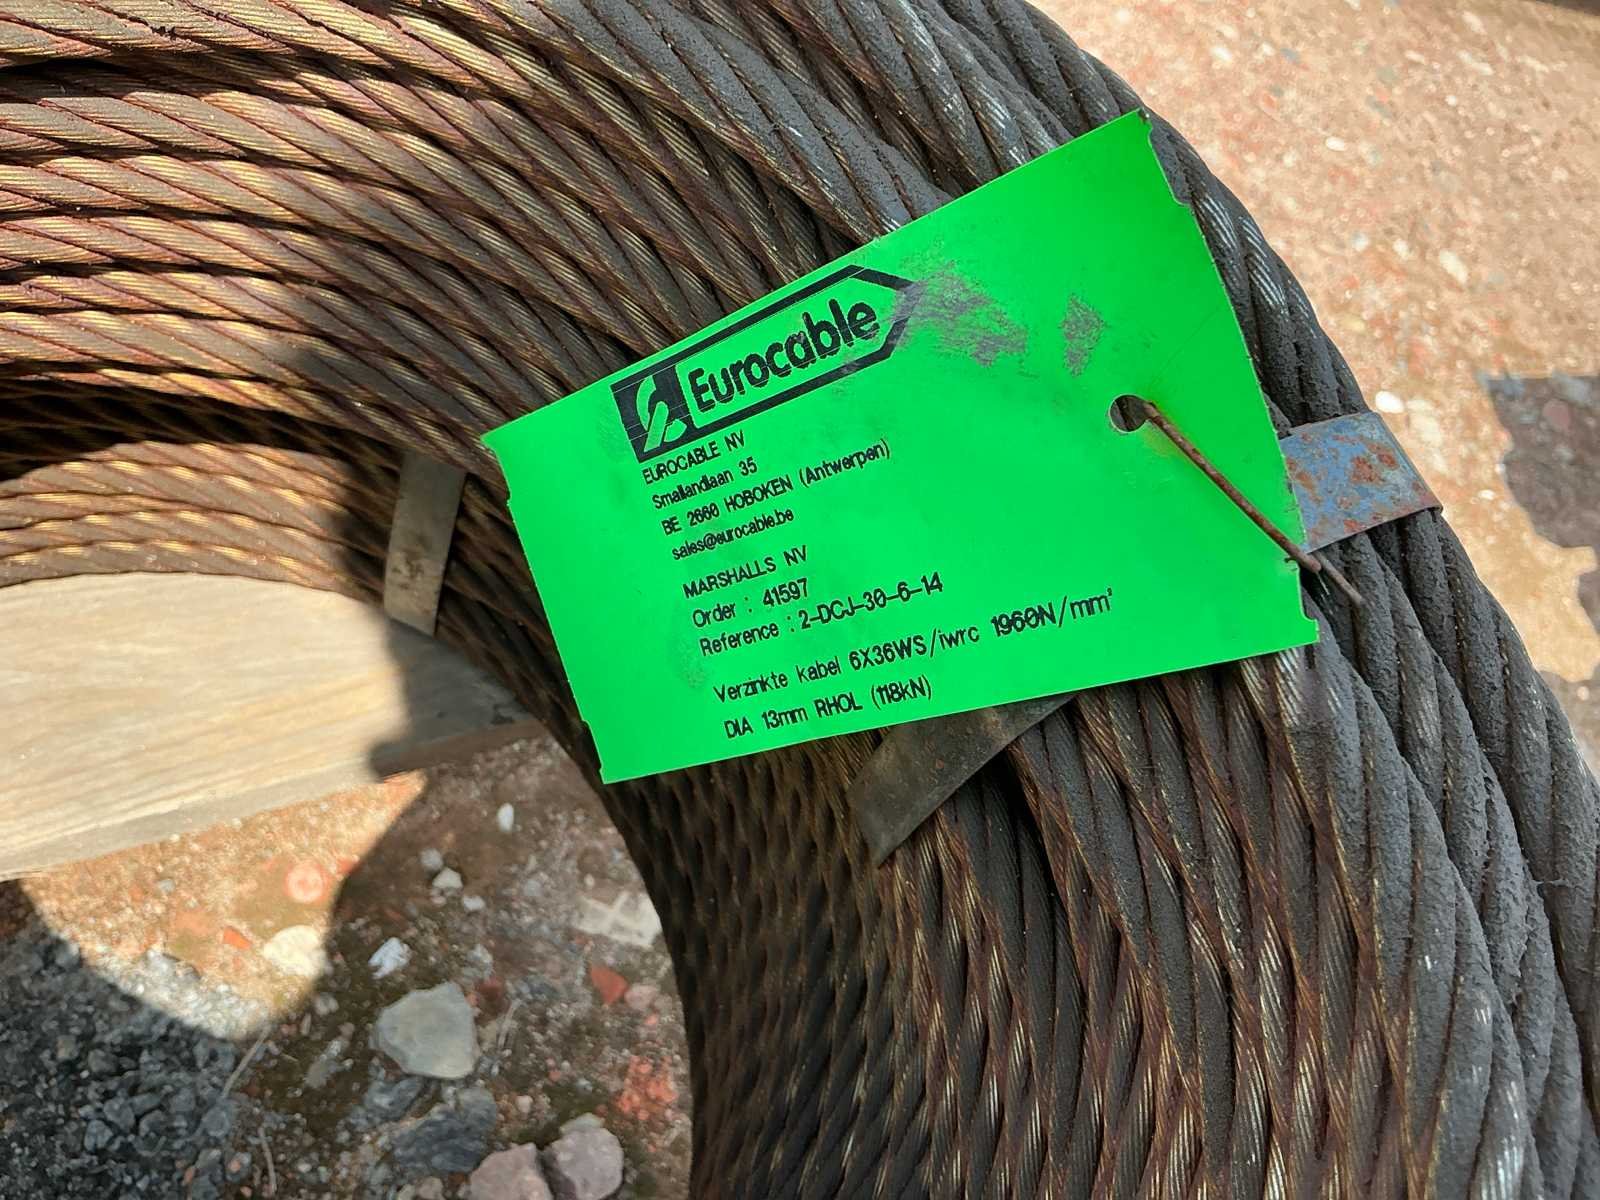 Eurocable
EUROCABLE NV
Smallandlaan 35
BE 2660 HOBOKEN (Antwerpen)
sales@eurocable.be
MARSHALLS NV
Order : 41597
Reference : 2-DCJ-30-6-14
Verzinkte kabel 6X36WS/iwrc 1960N/mm²
DIA 13mm RHOL (118kN)